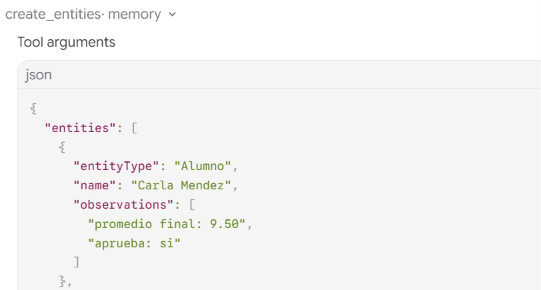 create_entities· memory
Tool arguments
json
{
"entities": [
{
"entityType": "Alumno",
"name": "Carla Mendez",
"observations": [
"promedio final: 9.50",
"aprueba: si"
]
},